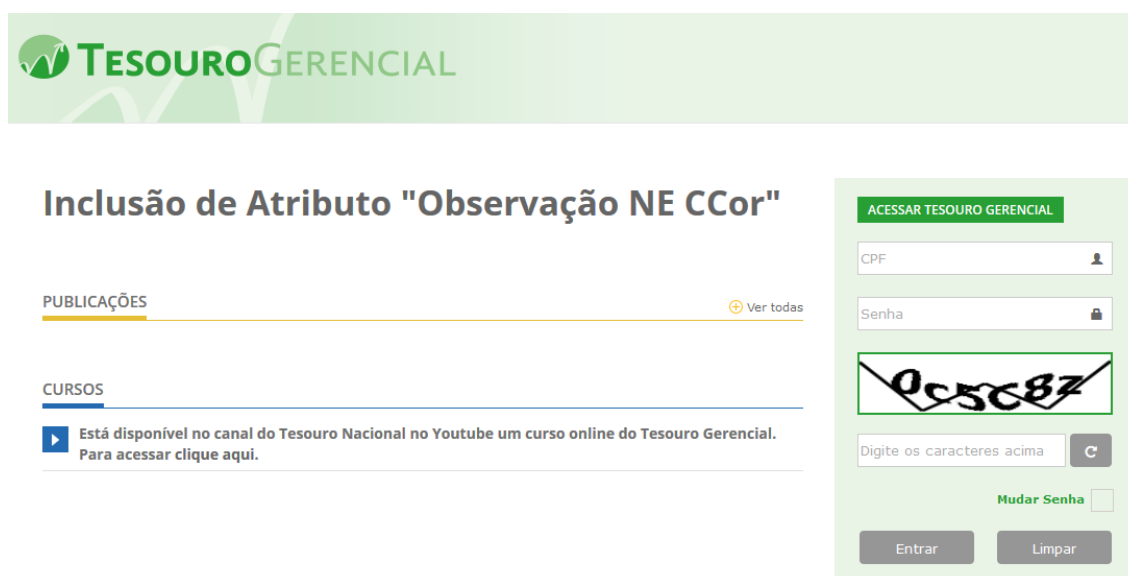 TESOUROGERENCIAL
Inclusão de Atributo "Observação NE CCor"
PUBLICAÇÕES
Ver todas
CURSOS
Está disponível no canal do Tesouro Nacional no Youtube um curso online do Tesouro Gerencial.
Para acessar clique aqui.
ACESSAR TESOURO GERENCIAL
CPF
Senha
Digite os caracteres acima
Mudar Senha
Entrar
Limpar